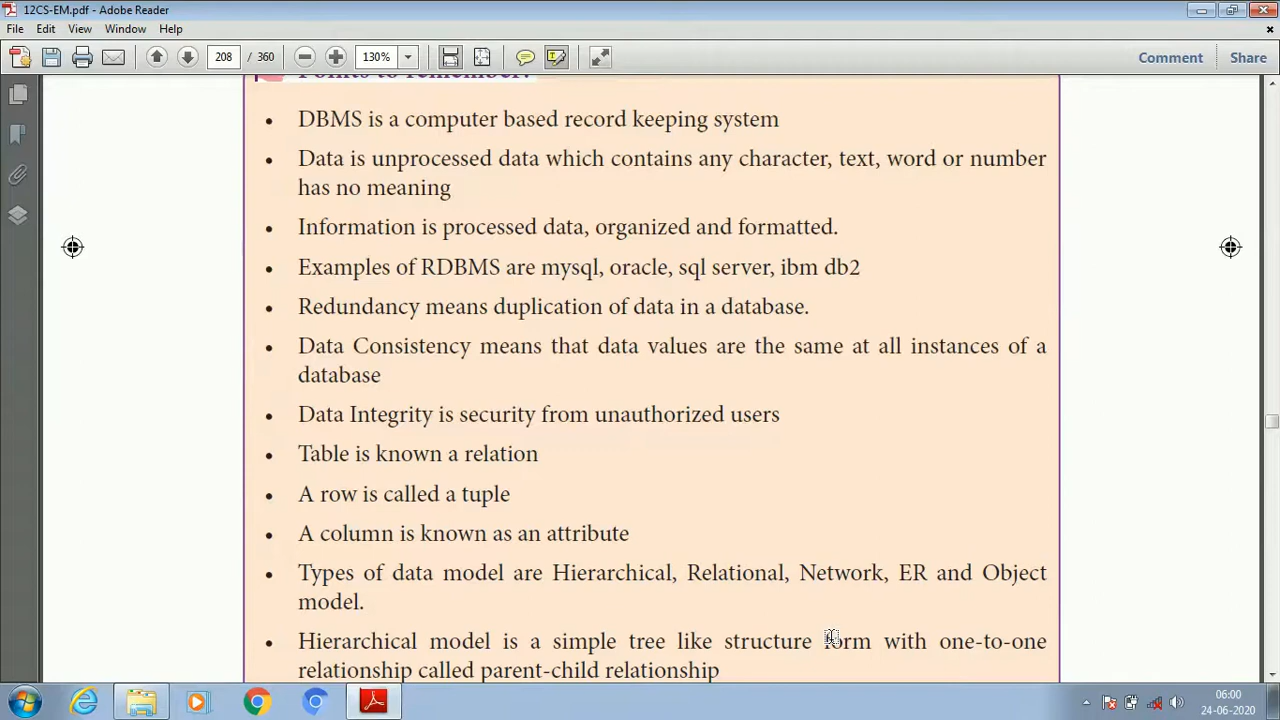 12CS-EM.pdf - Adobe Reader
File Edit View Window Help
208 / 360 130% Comment Share
Points to remember:
• DBMS is a computer based record keeping system
• Data is unprocessed data which contains any character, text, word or number
has no meaning
• Information is processed data, organized and formatted.
• Examples of RDBMS are mysql, oracle, sql server, ibm db2
• Redundancy means duplication of data in a database.
• Data Consistency means that data values are the same at all instances of a
database
• Data Integrity is security from unauthorized users
• Table is known a relation
• A row is called a tuple
• A column is known as an attribute
• Types of data model are Hierarchical, Relational, Network, ER and Object
model.
• Hierarchical model is a simple tree like structure form with one-to-one
relationship called parent-child relationship
06:00
24-06-2020